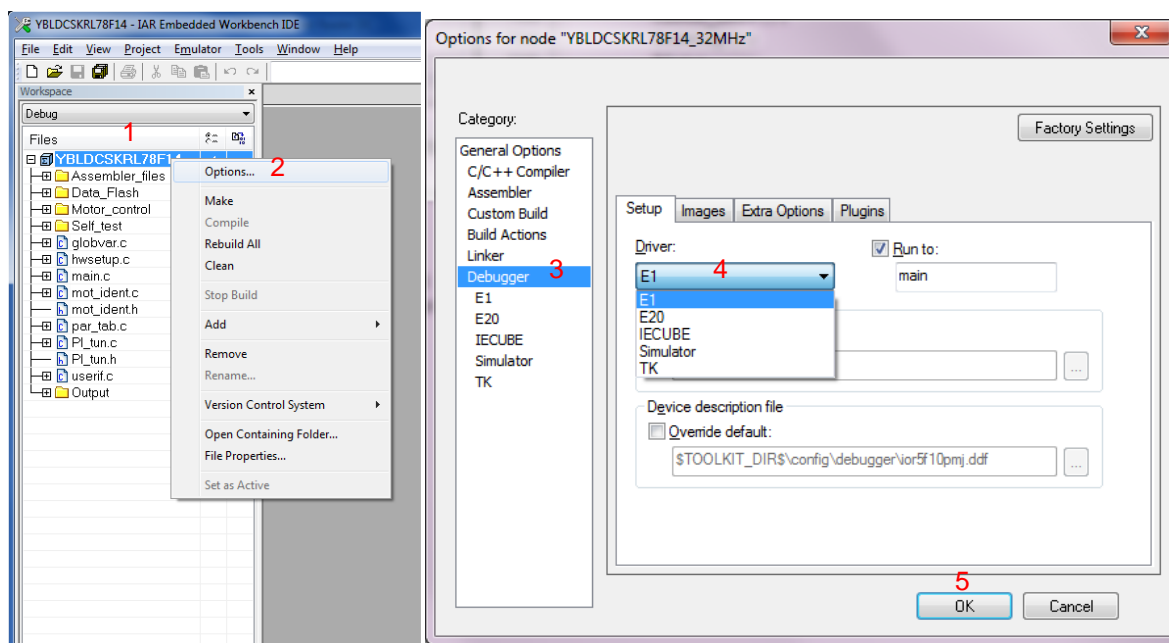 YBLDCSKRL78F14 - IAR Embedded Workbench IDE
File Edit View Project Emulator Tools Window Help
Workspace
Debug
1
Files
YBLDCSKRL78F14
Assembler_files
Data_Flash
Motor_control
Self_test
globvar.c
hwsetup.c
main.c
mot_ident.c
mot_ident.h
par_tab.c
PI_tun.c
PI_tun.h
userif.c
Output
Options... 2
Make
Compile
Rebuild All
Clean
Stop Build
Add
Remove
Rename...
Version Control System
Open Containing Folder...
File Properties...
Set as Active
Options for node "YBLDCSKRL78F14_32MHz"
Category:
Factory Settings
General Options
C/C++ Compiler
Assembler
Custom Build
Build Actions
Linker
Debugger 3
E1
E20
IECUBE
Simulator
TK
Setup Images Extra Options Plugins
Driver:
Run to:
E1 4
main
E1
E20
IECUBE
Simulator
TK
...
Device description file
Override default:
$TOOLKIT_DIR$\config\debugger\ior5f10pmj.ddf
...
5
OK Cancel